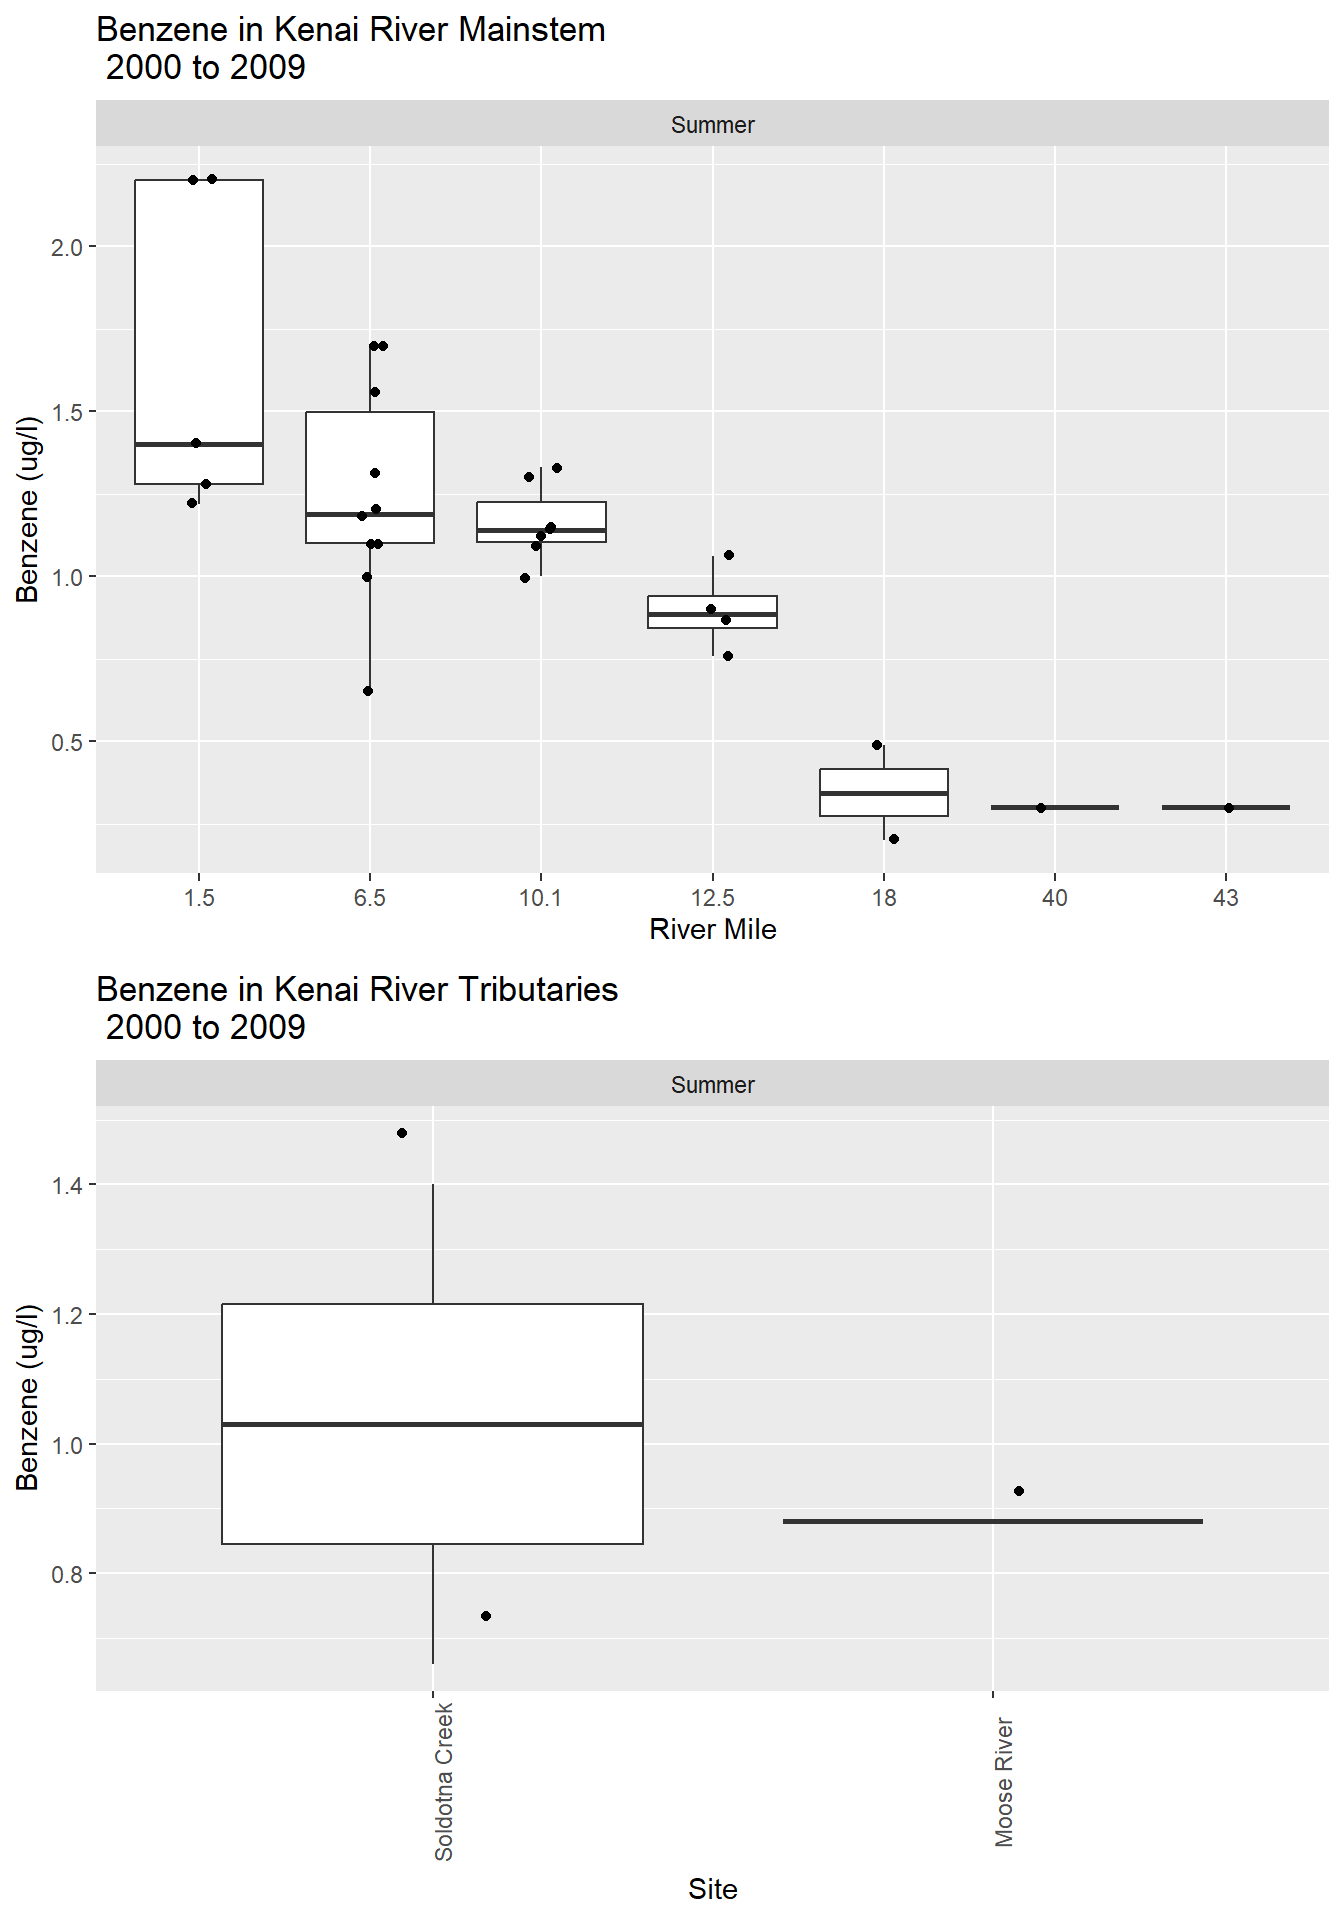 Benzene in Kenai River Mainstem
2000 to 2009
Summer
Benzene (ug/l)
2.0
1.5
1.0
0.5
1.5 6.5 10.1 12.5 18 40 43
River Mile
Benzene in Kenai River Tributaries
2000 to 2009
Summer
Benzene (ug/l)
1.4
1.2
1.0
0.8
Soldotna Creek
Moose River
Site